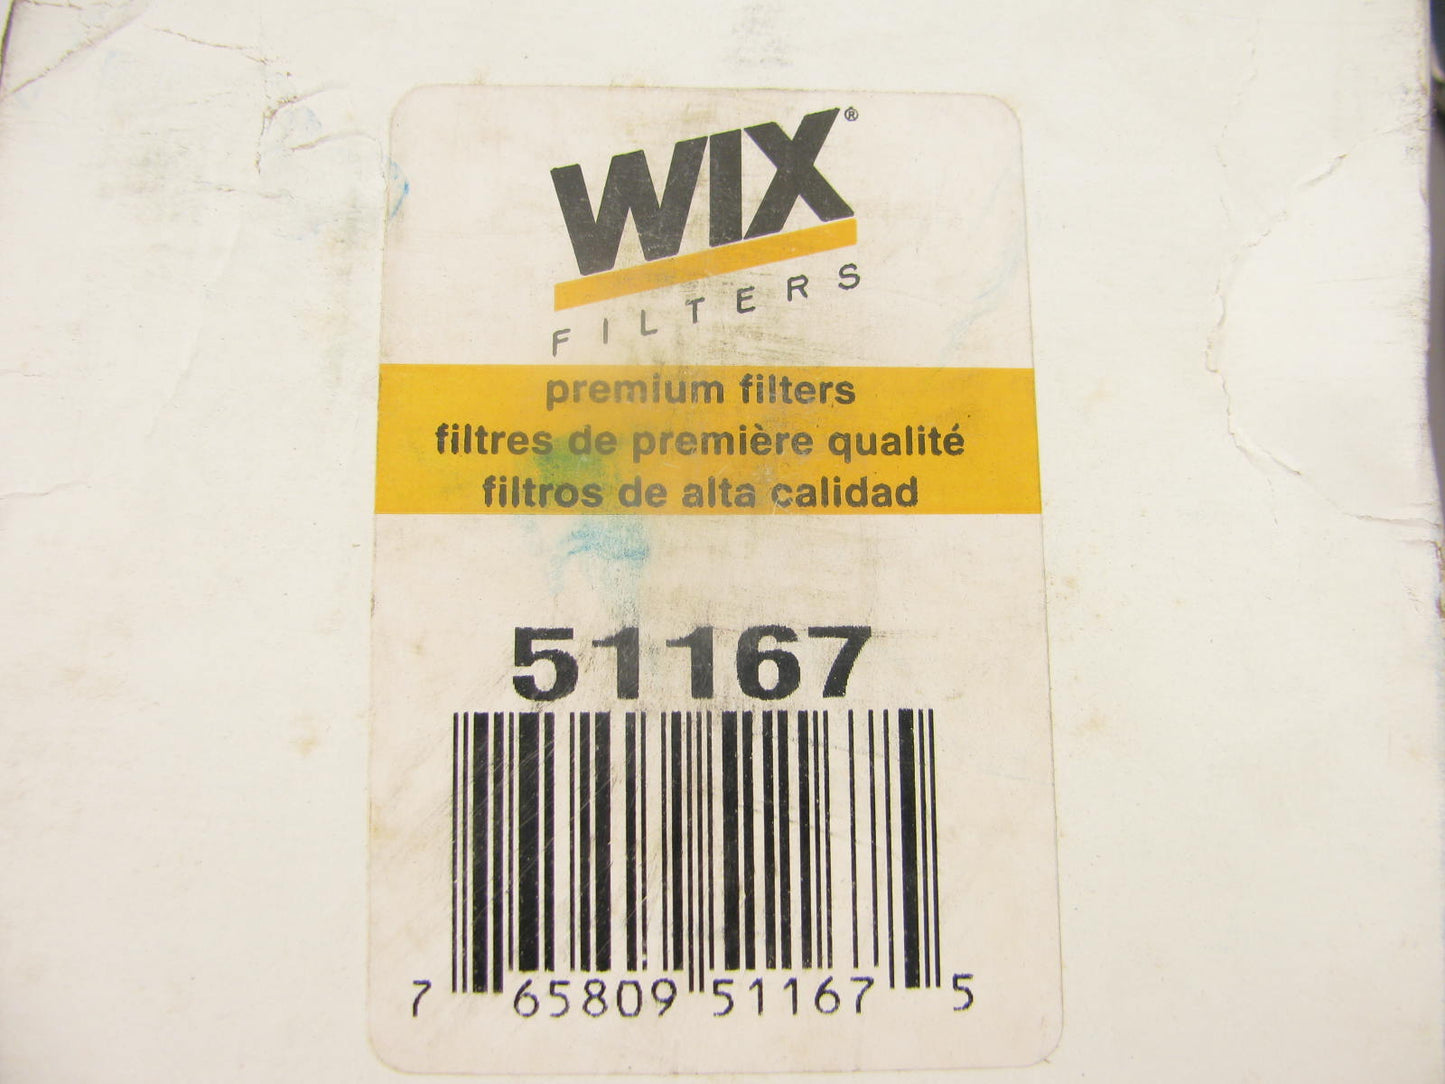 WIX®
FILTERS
premium filters
filtres de première qualité
filtros de alta calidad
51167
7 65809 51167 5